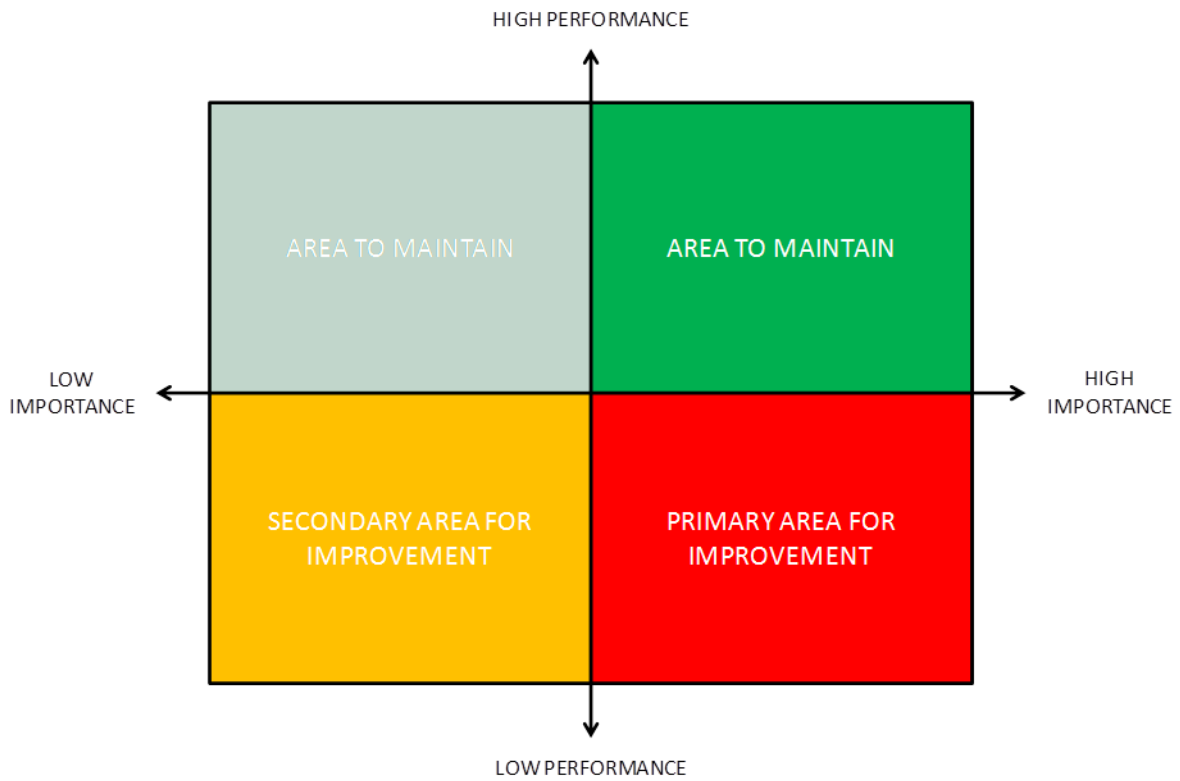 HIGH PERFORMANCE
AREA TO MAINTAIN
AREA TO MAINTAIN
LOW
IMPORTANCE
HIGH
IMPORTANCE
SECONDARY AREA FOR
IMPROVEMENT
PRIMARY AREA FOR
IMPROVEMENT
LOW PERFORMANCE